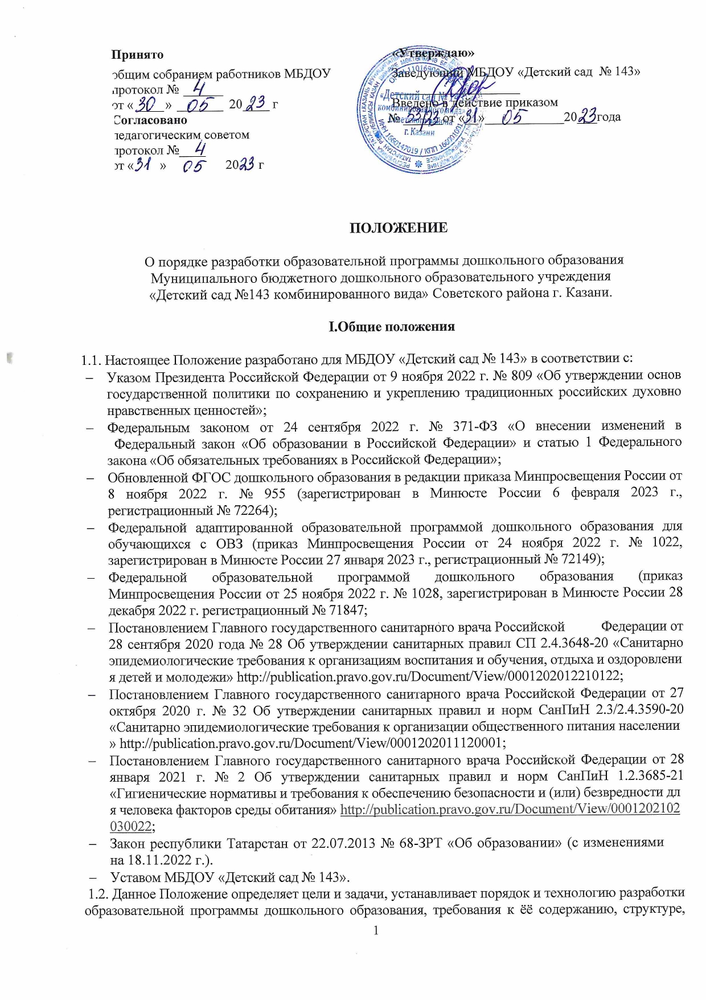 Принято
общим собранием работников МБДОУ
протокол № 4
от « 30 » 05 20 23 г
Согласовано
педагогическим советом
протокол № 4
от « 31 » 05 2023 г
«Утверждаю»
Заведующий МБДОУ «Детский сад № 143»
Введено в действие приказом
№ от «31» 05 2023года
«Детский сад № 143
комбинированного вида»
Советского района
г. Казани
ИНН 1660147019 / КПП 166001001
ПОЛОЖЕНИЕ
О порядке разработки образовательной программы дошкольного образования
Муниципального бюджетного дошкольного образовательного учреждения
«Детский сад №143 комбинированного вида» Советского района г. Казани.
I.Общие положения
1.1. Настоящее Положение разработано для МБДОУ «Детский сад № 143» в соответствии с:
– Указом Президента Российской Федерации от 9 ноября 2022 г. № 809 «Об утверждении основ
государственной политики по сохранению и укреплению традиционных российских духовно
нравственных ценностей»;
– Федеральным законом от 24 сентября 2022 г. № 371-ФЗ «О внесении изменений в
Федеральный закон «Об образовании в Российской Федерации» и статью 1 Федерального
закона «Об обязательных требованиях в Российской Федерации»;
– Обновленной ФГОС дошкольного образования в редакции приказа Минпросвещения России от
8 ноября 2022 г. № 955 (зарегистрирован в Минюсте России 6 февраля 2023 г.,
регистрационный № 72264);
– Федеральной адаптированной образовательной программой дошкольного образования для
обучающихся с ОВЗ (приказ Минпросвещения России от 24 ноября 2022 г. № 1022,
зарегистрирован в Минюсте России 27 января 2023 г., регистрационный № 72149);
– Федеральной образовательной программой дошкольного образования (приказ
Минпросвещения России от 25 ноября 2022 г. № 1028, зарегистрирован в Минюсте России 28
декабря 2022 г. регистрационный № 71847;
– Постановлением Главного государственного санитарного врача Российской Федерации от
28 сентября 2020 года № 28 Об утверждении санитарных правил СП 2.4.3648-20 «Санитарно
эпидемиологические требования к организациям воспитания и обучения, отдыха и оздоровлени
я детей и молодежи» http://publication.pravo.gov.ru/Document/View/0001202012210122;
– Постановлением Главного государственного санитарного врача Российской Федерации от 27
октября 2020 г. № 32 Об утверждении санитарных правил и норм СанПиН 2.3/2.4.3590-20
«Санитарно эпидемиологические требования к организации общественного питания населении
» http://publication.pravo.gov.ru/Document/View/0001202011120001;
– Постановлением Главного государственного санитарного врача Российской Федерации от 28
января 2021 г. № 2 Об утверждении санитарных правил и норм СанПиН 1.2.3685-21
«Гигиенические нормативы и требования к обеспечению безопасности и (или) безвредности дл
я человека факторов среды обитания» http://publication.pravo.gov.ru/Document/View/0001202102
030022;
– Закон республики Татарстан от 22.07.2013 № 68-ЗРТ «Об образовании» (с изменениями
на 18.11.2022 г.).
– Уставом МБДОУ «Детский сад № 143».
1.2. Данное Положение определяет цели и задачи, устанавливает порядок и технологию разработки
образовательной программы дошкольного образования, требования к ёё содержанию, структуре,
1